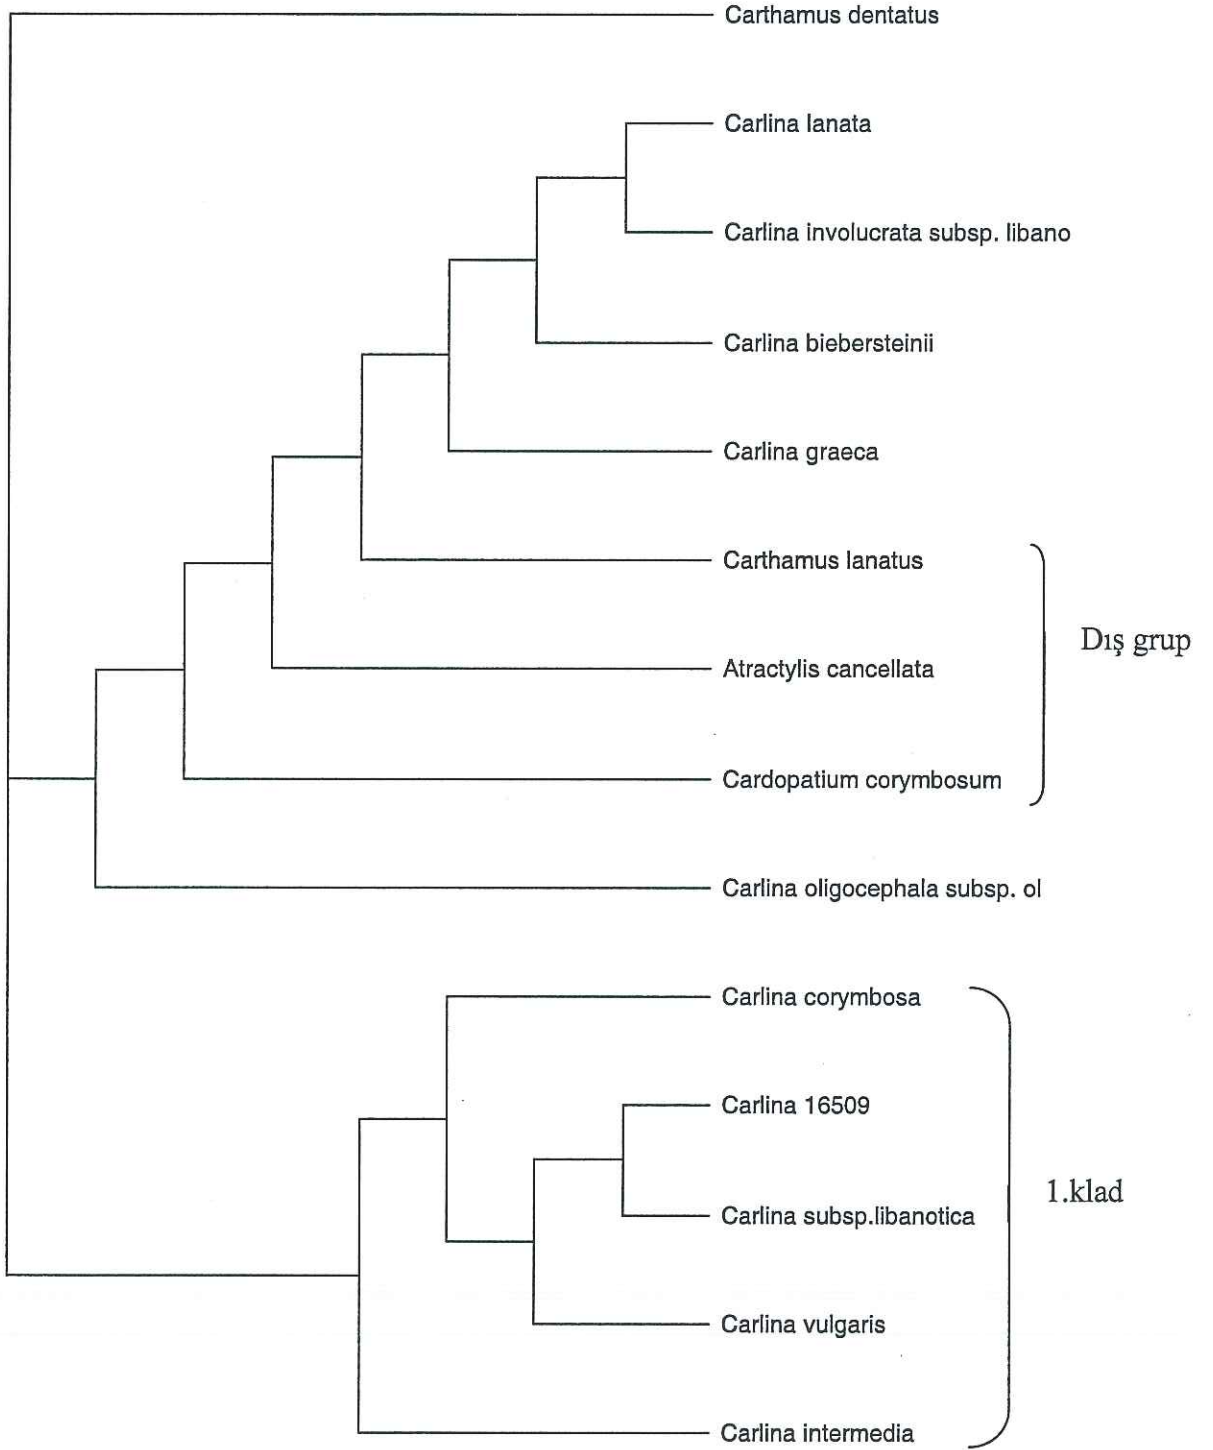 Carthamus dentatus
Carlina lanata
Carlina involucrata subsp. libano
Carlina biebersteinii
Carlina graeca
Carthamus lanatus
Dış grup
Atractylis cancellata
Cardopatium corymbosum
Carlina oligocephala subsp. ol
Carlina corymbosa
Carlina 16509
1.klad
Carlina subsp.libanotica
Carlina vulgaris
Carlina intermedia